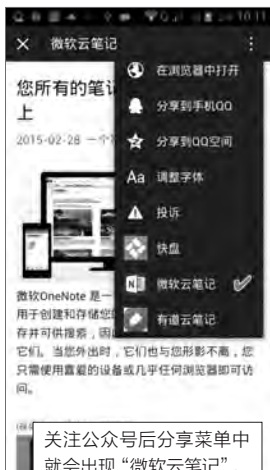 10:11
微软云笔记
在浏览器中打开
分享到手机QQ
分享到QQ空间
Aa 调整字体
投诉
快盘
微软云笔记
有道云笔记
您所有的笔记
上
2015-02-28
微软OneNote 是一
用于创建和存储您
存并可供搜索，因
它们。当您外出时，它们也与您形影不离，您
只需使用喜爱的设备或几乎任何浏览器即可访
问。
关注公众号后分享菜单中
就会出现“微软云笔记”